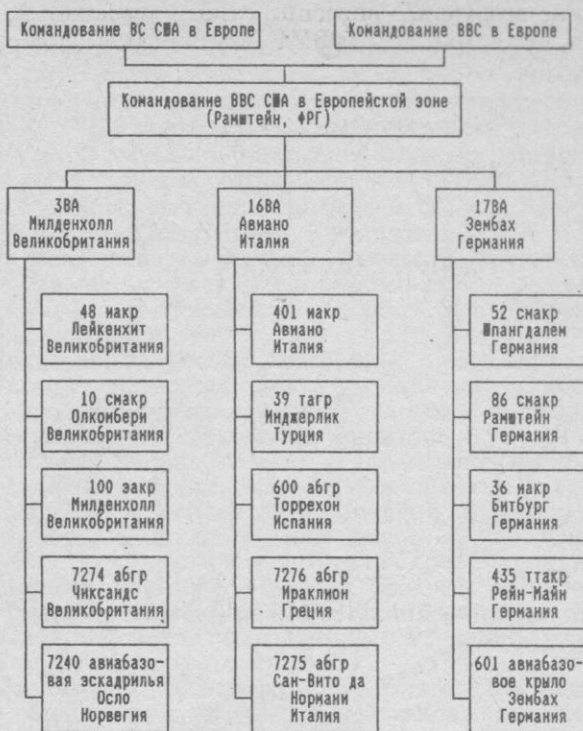 Командование ВС США в Европе
Командование ВВС в Европе
Командование ВВС США в Европейской зоне
(Рамштейн, ФРГ)
3ВА
Милденхолл
Великобритания
16ВА
Авиано
Италия
17ВА
Зембах
Германия
48 иакр
Лейкенхит
Великобритания
401 иакр
Авиано
Италия
52 смакр
Шпангдалем
Германия
10 смакр
Олкомбери
Великобритания
39 тагр
Инджерлик
Турция
86 смакр
Рамштейн
Германия
100 закр
Милденхолл
Великобритания
600 абгр
Торрехон
Испания
36 иакр
Битбург
Германия
7274 абгр
Чиксандс
Великобритания
7276 абгр
Ираклион
Греция
435 ттакр
Рейн-Майн
Германия
7240 авиабазо-
вая эскадрилья
Осло
Норвегия
7275 абгр
Сан-Вито да
Нормани
Италия
601 авиабазо-
вое крыло
Зембах
Германия